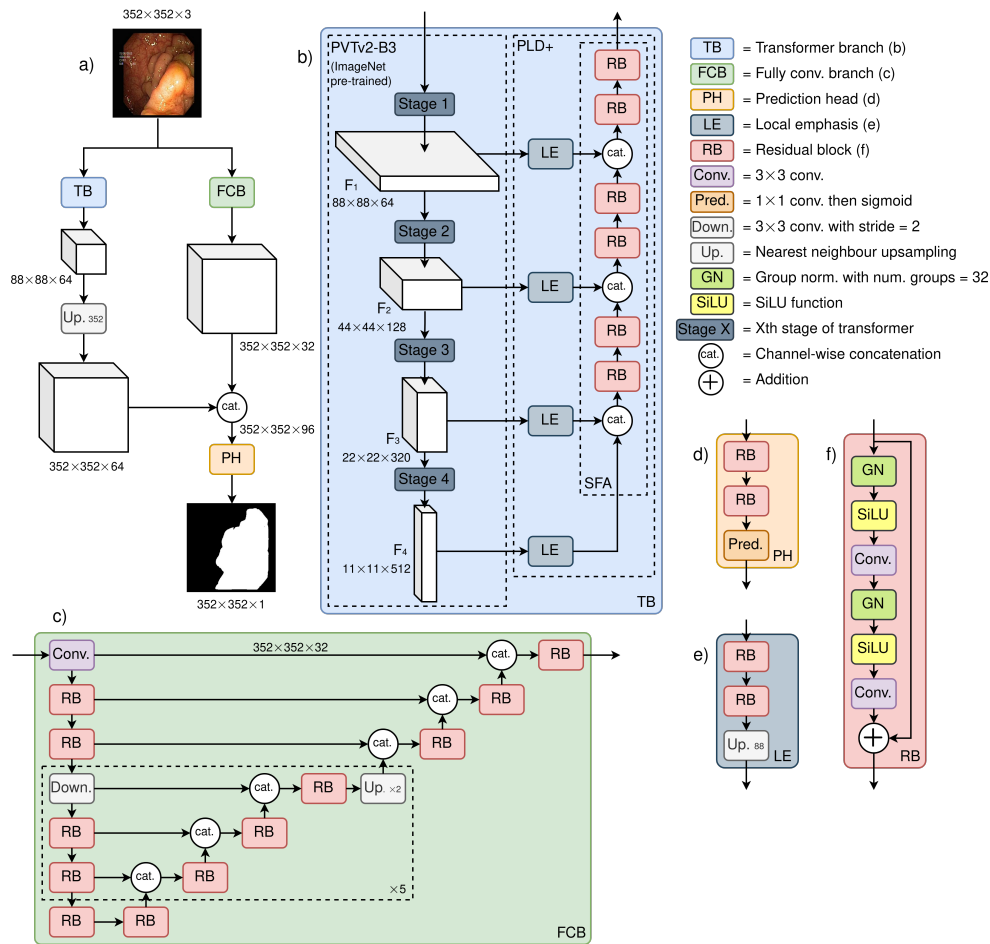 352×352×3
a)
TB
FCB
88×88×64
Up. 352
352×352×32
cat.
352×352×64
352×352×96
PH
352×352×1
b)
PVTv2-B3
(ImageNet
pre-trained)
Stage 1
F1
88×88×64
Stage 2
F2
44×44×128
Stage 3
F3
22×22×320
Stage 4
F4
11×11×512
PLD+
RB
RB
LE
cat.
RB
RB
LE
cat.
RB
RB
LE
cat.
SFA
LE
TB
TB = Transformer branch (b)
FCB = Fully conv. branch (c)
PH = Prediction head (d)
LE = Local emphasis (e)
RB = Residual block (f)
Conv. = 3×3 conv.
Pred. = 1×1 conv. then sigmoid
Down. = 3×3 conv. with stride = 2
Up. = Nearest neighbour upsampling
GN = Group norm. with num. groups = 32
SiLU = SiLU function
Stage X = Xth stage of transformer
cat. = Channel-wise concatenation
+ = Addition
c)
Conv.
352×352×32
cat.
RB
RB
cat.
RB
RB
cat.
RB
Down.
cat.
RB
Up. ×2
RB
cat.
RB
RB
cat.
RB
×5
RB
RB
FCB
d)
RB
RB
Pred.
PH
e)
RB
RB
Up. 88
LE
f)
GN
SiLU
Conv.
GN
SiLU
Conv.
+
RB